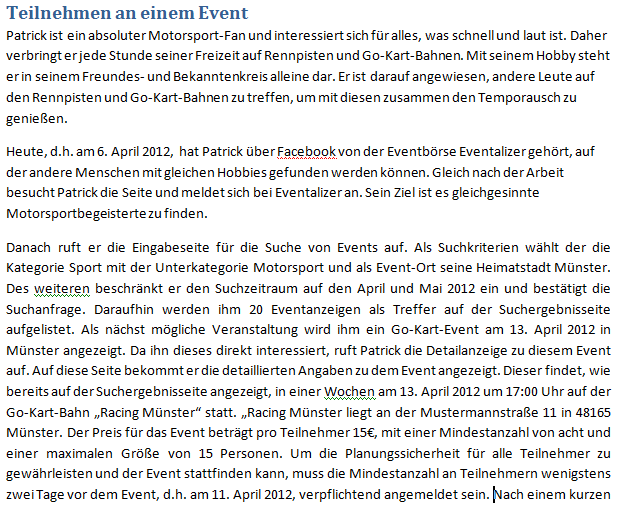 Teilnehmen an einem Event
Patrick ist ein absoluter Motorsport-Fan und interessiert sich für alles, was schnell und laut ist. Daher
verbringt er jede Stunde seiner Freizeit auf Rennpisten und Go-Kart-Bahnen. Mit seinem Hobby steht
er in seinem Freundes- und Bekanntenkreis alleine dar. Er ist darauf angewiesen, andere Leute auf
den Rennpisten und Go-Kart-Bahnen zu treffen, um mit diesen zusammen den Temporausch zu
genießen.
Heute, d.h. am 6. April 2012, hat Patrick über Facebook von der Eventbörse Eventalizer gehört, auf
der andere Menschen mit gleichen Hobbies gefunden werden können. Gleich nach der Arbeit
besucht Patrick die Seite und meldet sich bei Eventalizer an. Sein Ziel ist es gleichgesinnte
Motorsportbegeisterte zu finden.
Danach ruft er die Eingabeseite für die Suche von Events auf. Als Suchkriterien wählt der die
Kategorie Sport mit der Unterkategorie Motorsport und als Event-Ort seine Heimatstadt Münster.
Des weiteren beschränkt er den Suchzeitraum auf den April und Mai 2012 ein und bestätigt die
Suchanfrage. Daraufhin werden ihm 20 Eventanzeigen als Treffer auf der Suchergebnisseite
aufgelistet. Als nächst mögliche Veranstaltung wird ihm ein Go-Kart-Event am 13. April 2012 in
Münster angezeigt. Da ihn dieses direkt interessiert, ruft Patrick die Detailanzeige zu diesem Event
auf. Auf diese Seite bekommt er die detaillierten Angaben zu dem Event angezeigt. Dieser findet, wie
bereits auf der Suchergebnisseite angezeigt, in einer Wochen am 13. April 2012 um 17:00 Uhr auf der
Go-Kart-Bahn „Racing Münster“ statt. „Racing Münster liegt an der Mustermannstraße 11 in 48165
Münster. Der Preis für das Event beträgt pro Teilnehmer 15€, mit einer Mindestanzahl von acht und
einer maximalen Größe von 15 Personen. Um die Planungssicherheit für alle Teilnehmer zu
gewährleisten und der Event stattfinden kann, muss die Mindestanzahl an Teilnehmern wenigstens
zwei Tage vor dem Event, d.h. am 11. April 2012, verpflichtend angemeldet sein. Nach einem kurzen